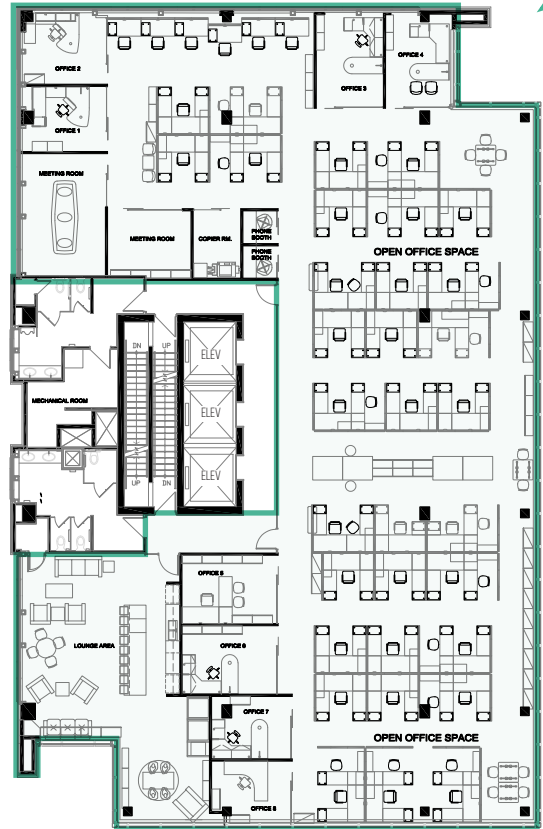 OFFICE 4
OFFICE 2
OFFICE 3
OFFICE 1
MEETING ROOM
MEETING ROOM
COPIER RM.
PHONE
BOOTH
PHONE
BOOTH
OPEN OFFICE SPACE
DN
UP
ELEV
MECHANICAL ROOM
ELEV
ELEV
UP
DN
OFFICE 5
LOUNGE AREA
OFFICE 6
OFFICE 7
OPEN OFFICE SPACE
OFFICE 8